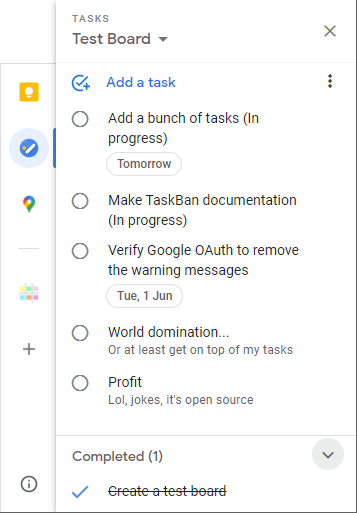 TASKS
Test Board
Add a task
Add a bunch of tasks (In
progress)
Tomorrow
Make TaskBan documentation
(In progress)
Verify Google OAuth to remove
the warning messages
Tue, 1 Jun
World domination...
Or at least get on top of my tasks
Profit
Lol, jokes, it's open source
Completed (1)
Create a test board